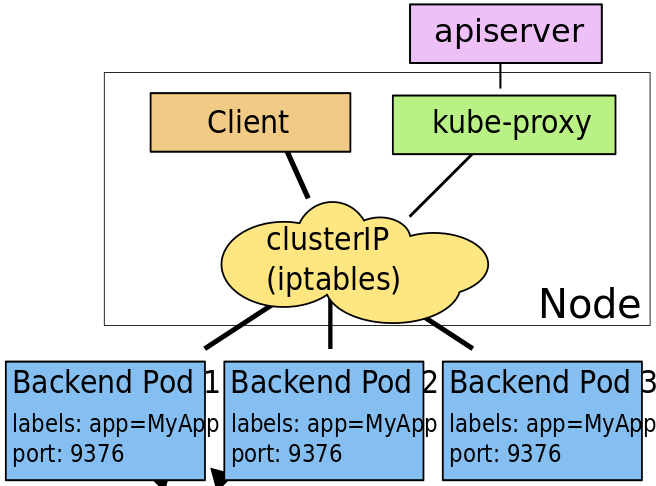 apiserver
Client
kube-proxy
clusterIP
(iptables)
Node
Backend Pod 1
labels: app=MyApp
port: 9376
Backend Pod 2
labels: app=MyApp
port: 9376
Backend Pod 3
labels: app=MyApp
port: 9376